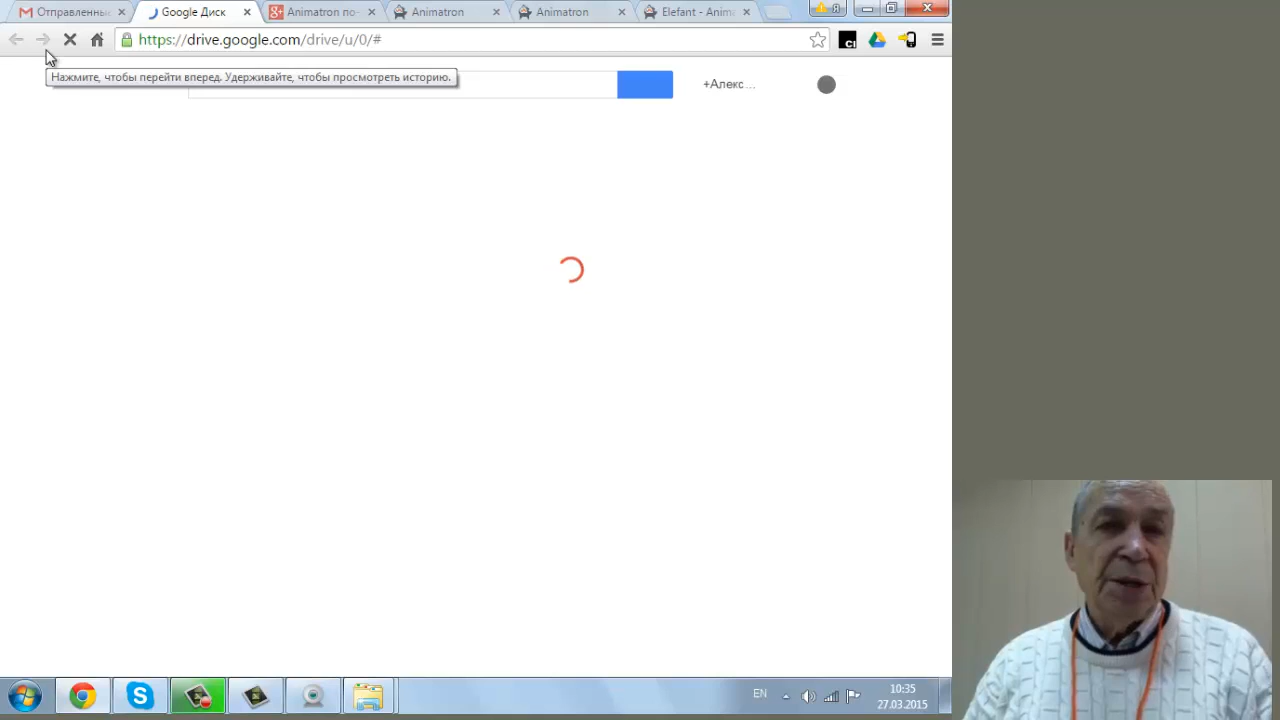 Отправленные
Google Диск
Animatron по-
Animatron
Animatron
Elefant - Anima
Я
https://drive.google.com/drive/u/0/#
C!
Нажмите, чтобы перейти вперед. Удерживайте, чтобы просмотреть историю.
+Алекс...
EN
10:35
27.03.2015